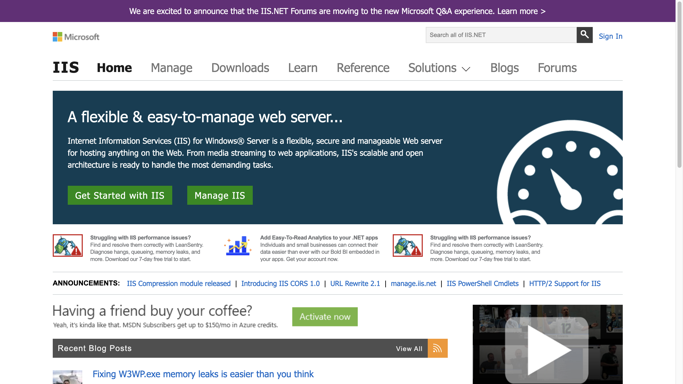 We are excited to announce that the IIS.NET Forums are moving to the new Microsoft Q&A experience. Learn more >
Microsoft
Search all of IIS.NET
Sign In
IIS Home Manage Downloads Learn Reference Solutions Blogs Forums
A flexible & easy-to-manage web server...
Internet Information Services (IIS) for Windows® Server is a flexible, secure and manageable Web server
for hosting anything on the Web. From media streaming to web applications, IIS's scalable and open
architecture is ready to handle the most demanding tasks.
Get Started with IIS Manage IIS
Struggling with IIS performance issues?
Find and resolve them correctly with LeanSentry.
Diagnose hangs, queueing, memory leaks, and
more. Download our 7-day free trial to start.
Add Easy-To-Read Analytics to your .NET apps
Individuals and small businesses can connect their
data easier than ever with our Bold BI embedded in
your apps. Get your account now.
Struggling with IIS performance issues?
Find and resolve them correctly with LeanSentry.
Diagnose hangs, queueing, memory leaks, and
more. Download our 7-day free trial to start.
ANNOUNCEMENTS: IIS Compression module released | Introducing IIS CORS 1.0 | URL Rewrite 2.1 | manage.iis.net | IIS PowerShell Cmdlets | HTTP/2 Support for IIS
Having a friend buy your coffee?
Yeah, it's kinda like that. MSDN Subscribers get up to $150/mo in Azure credits.
Activate now
Recent Blog Posts View All
12
Fixing W3WP.exe memory leaks is easier than you think